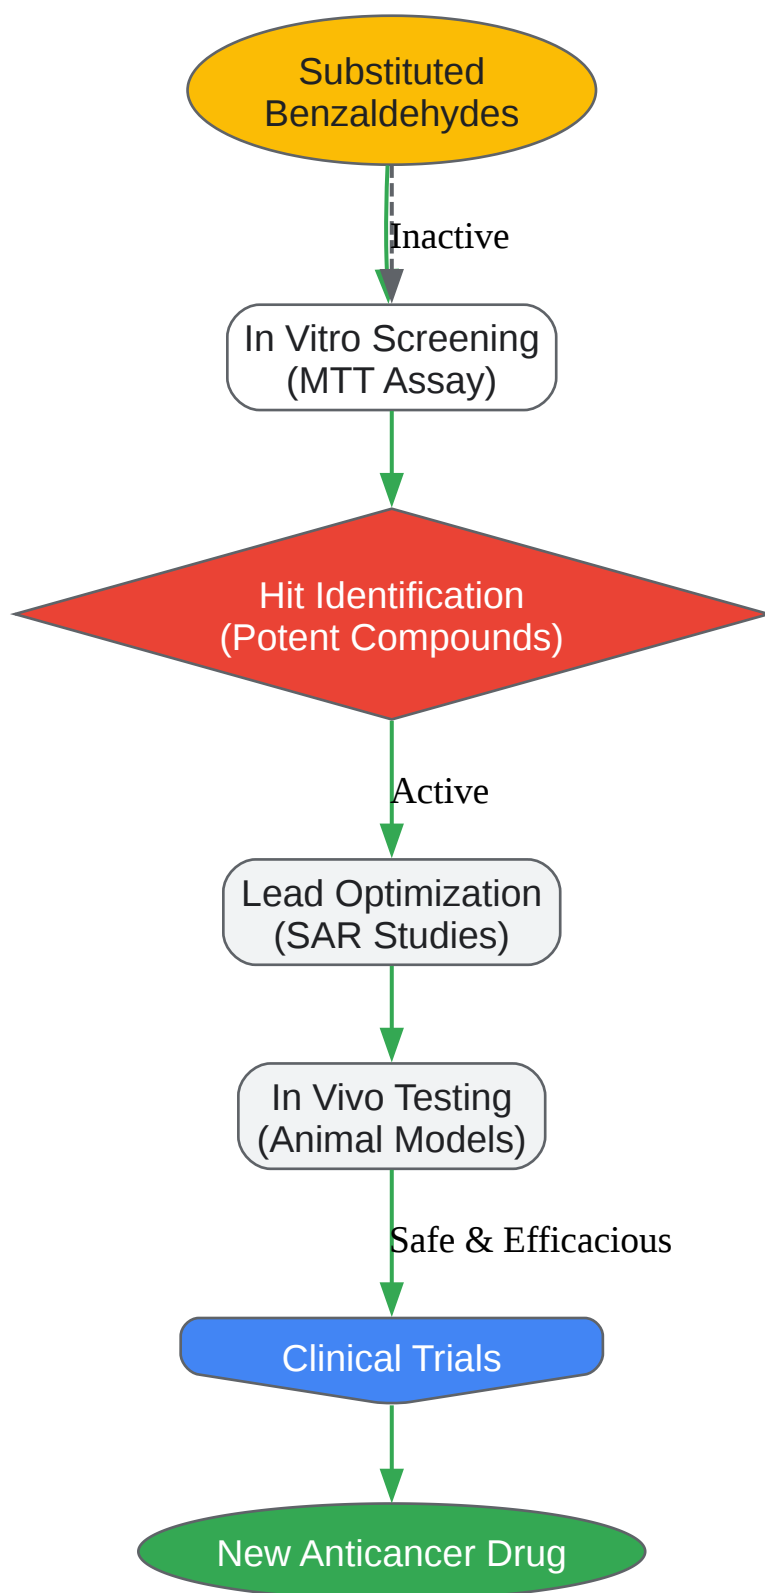 Substituted
Benzaldehydes
Inactive
In Vitro Screening
(MTT Assay)
Hit Identification
(Potent Compounds)
Active
Lead Optimization
(SAR Studies)
In Vivo Testing
(Animal Models)
Safe & Efficacious
Clinical Trials
New Anticancer Drug